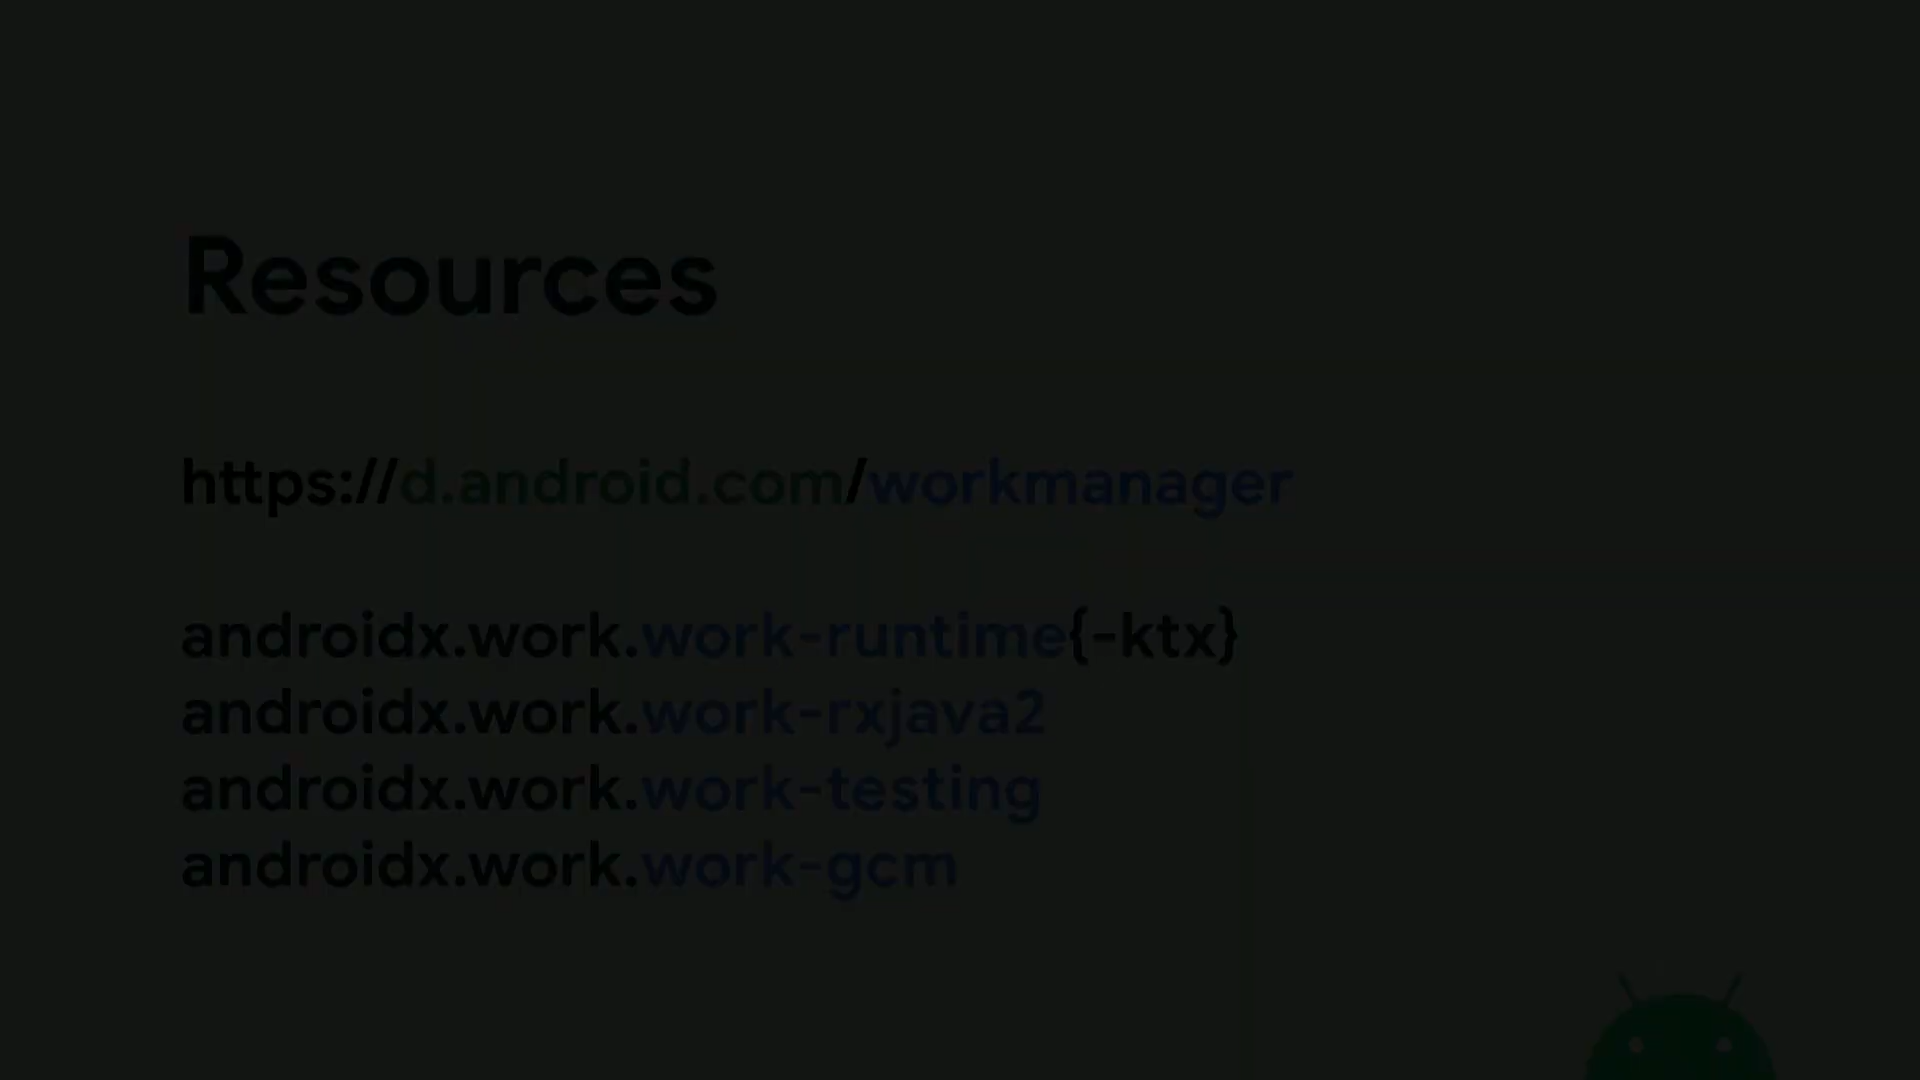 Resources
https://d.android.com/workmanager
androidx.work.work-runtime{-ktx}
androidx.work.work-rxjava2
androidx.work.work-testing
androidx.work.work-gcm